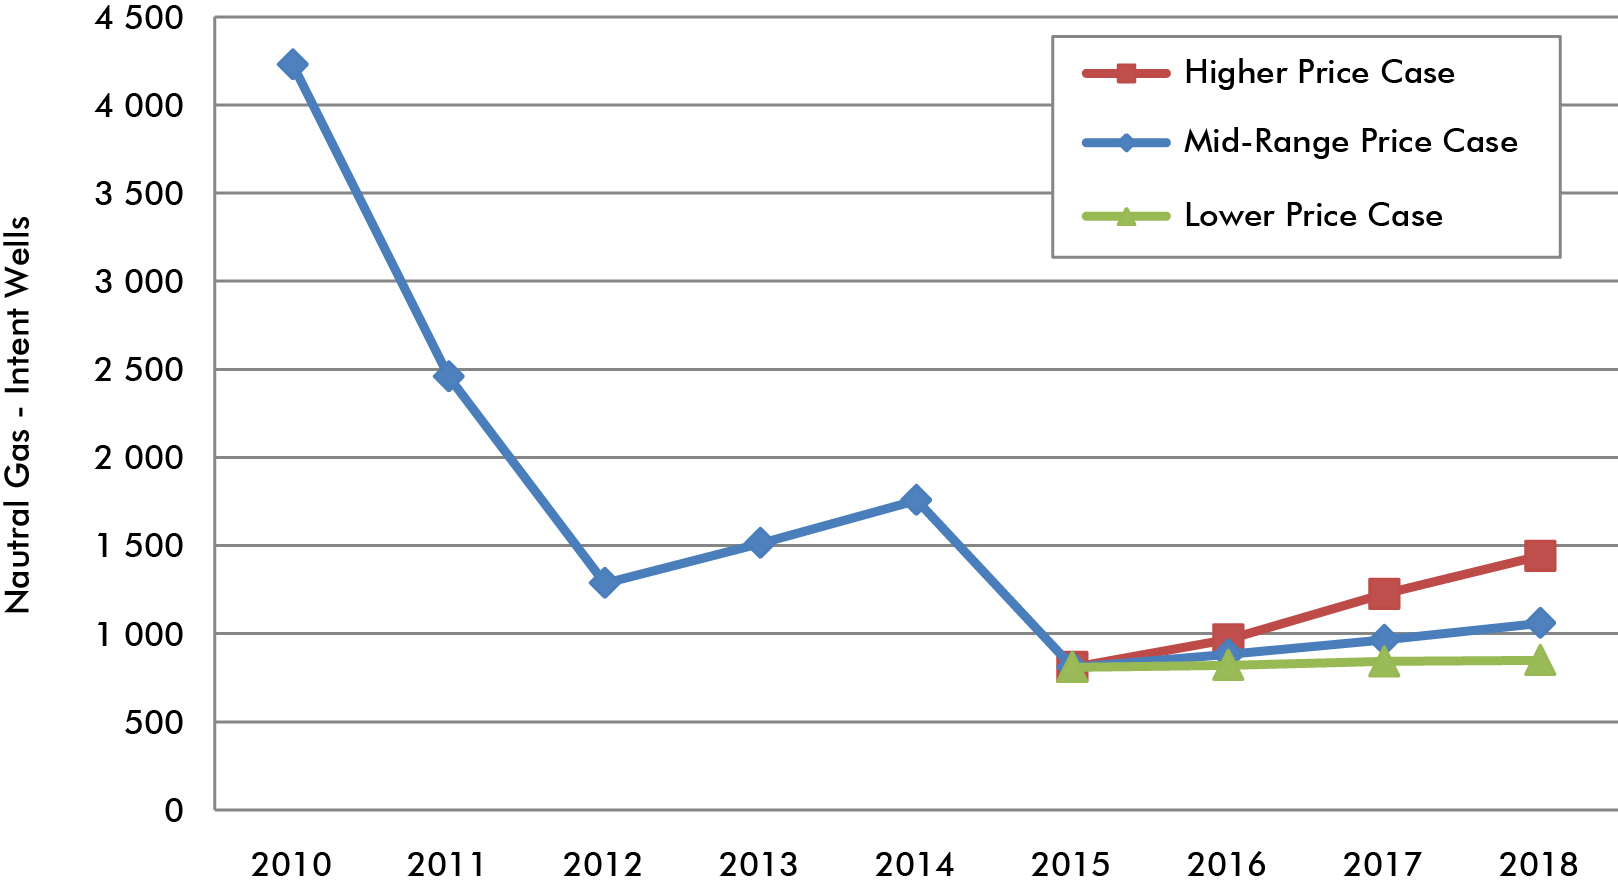 4 500
4 000
3 500
3 000
2 500
2 000
1 500
1 000
500
0
Nautral Gas - Intent Wells
Higher Price Case
Mid-Range Price Case
Lower Price Case
2010 2011 2012 2013 2014 2015 2016 2017 2018